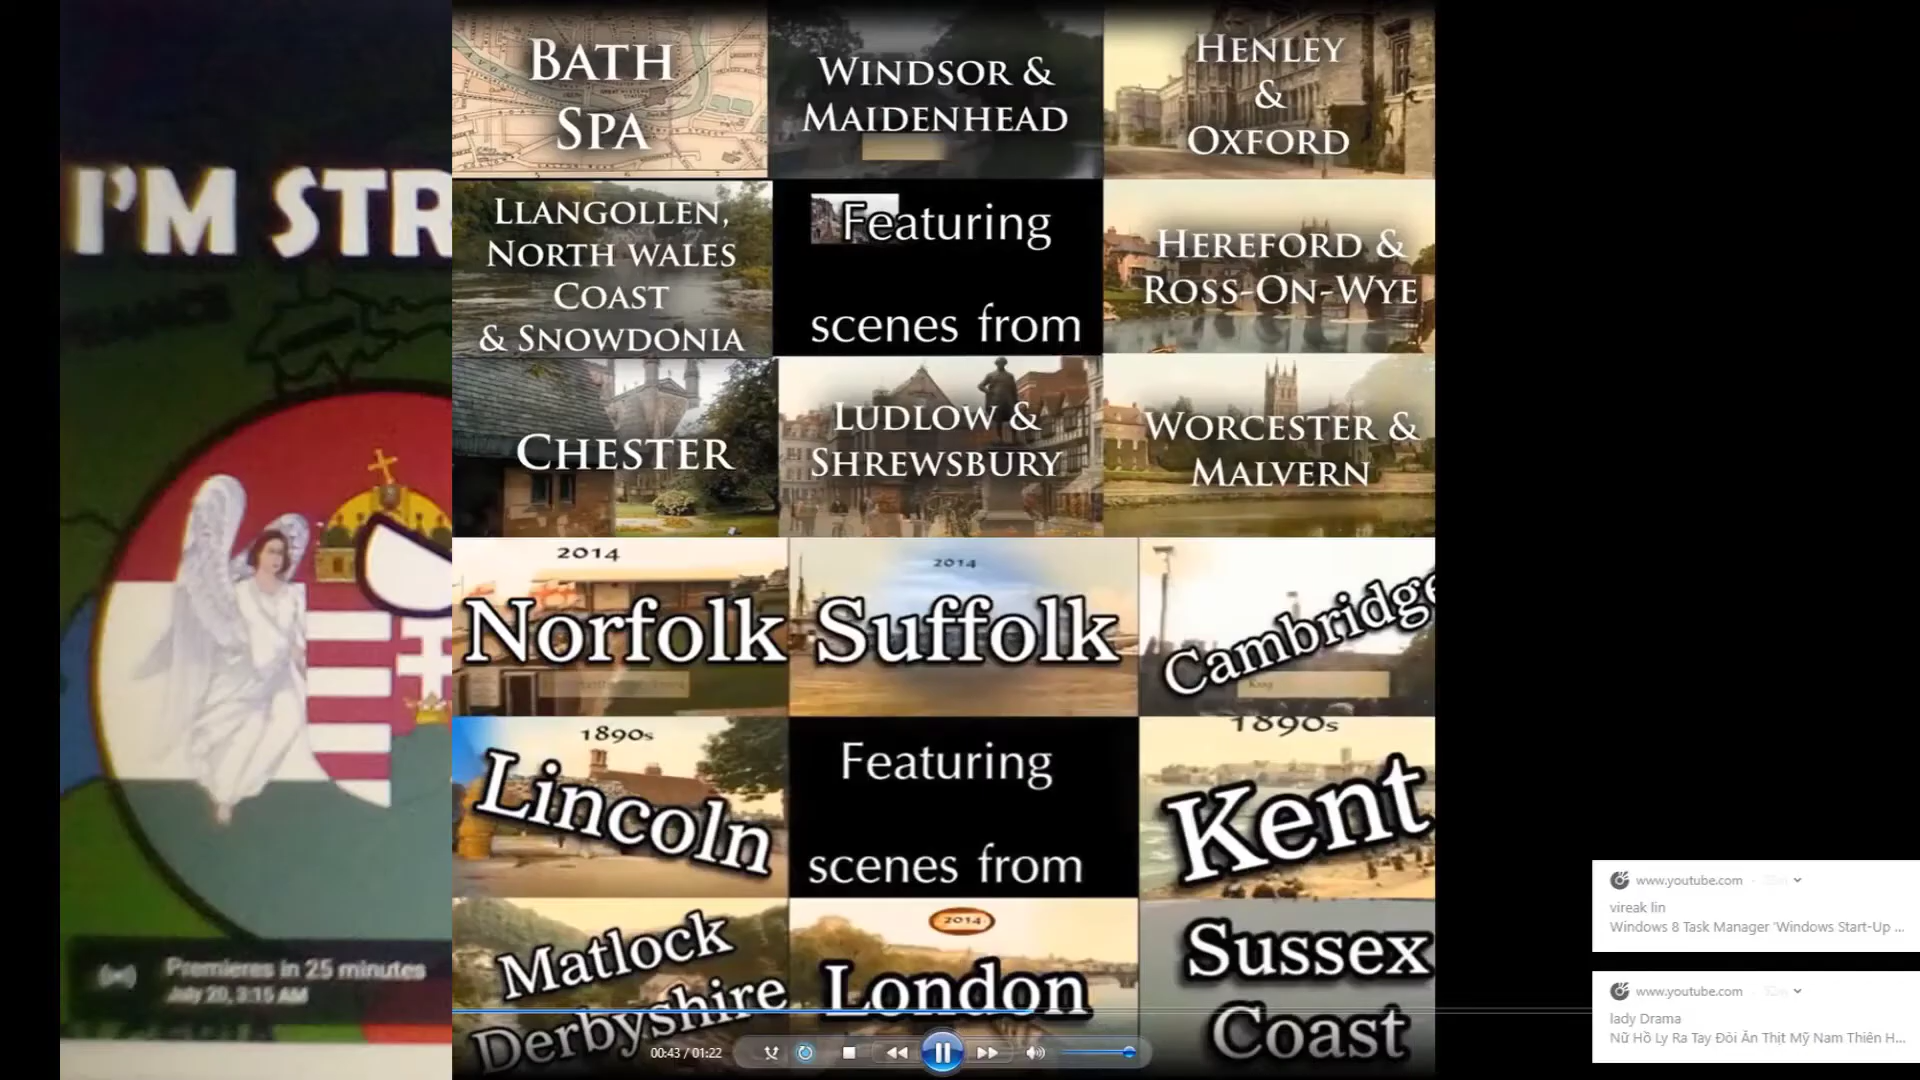 I'M STR
Premieres in 25 minutes
July 20, 3:15 AM
BATH
SPA
WINDSOR &
MAIDENHEAD
HENLEY
&
OXFORD
LLANGOLLEN,
NORTH WALES
COAST
& SNOWDONIA
Featuring
scenes from
HEREFORD &
ROSS-ON-WYE
CHESTER
LUDLOW &
SHREWSBURY
WORCESTER &
MALVERN
2014
Norfolk
2014
Suffolk
Cambridge
King
1890s
Lincoln
Featuring
scenes from
1890s
Kent
Matlock
Derbyshire
2014
London
Sussex
Coast
00:43 / 01:22
www.youtube.com
vireak lin
Windows 8 Task Manager "Windows Start-Up ...
www.youtube.com
lady Drama
Nữ Hồ Ly Ra Tay Đòi Ăn Thịt Mỹ Nam Thiên H...